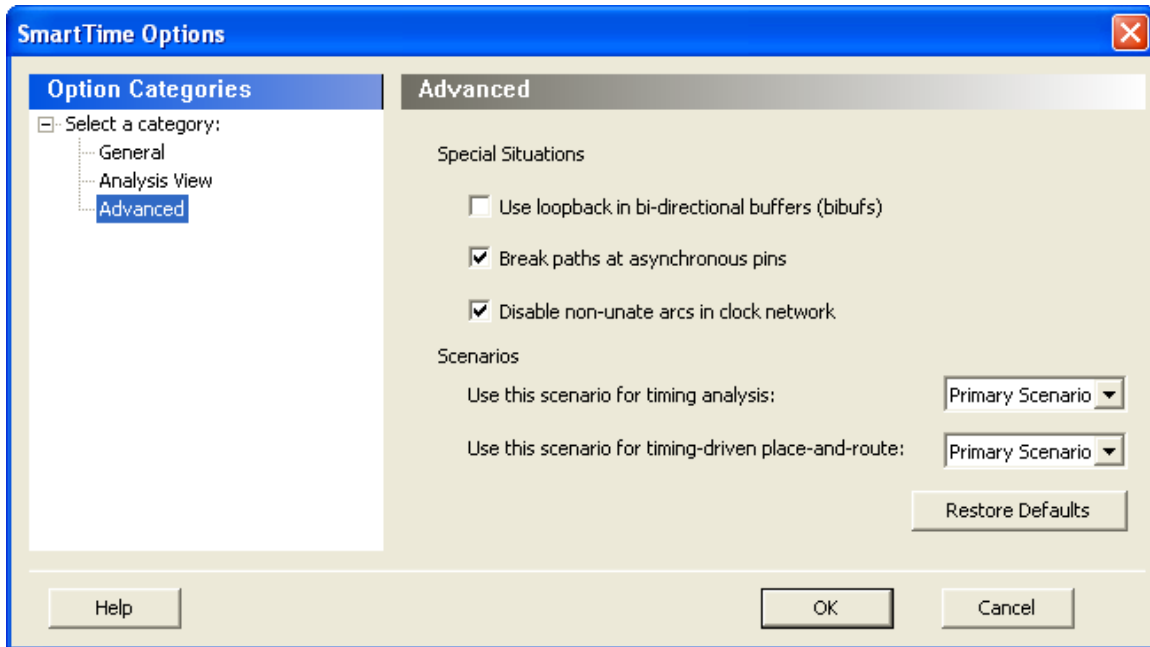 SmartTime Options
Option Categories
Select a category:
General
Analysis View
Advanced
Advanced
Special Situations
Use loopback in bi-directional buffers (bibufs)
Break paths at asynchronous pins
Disable non-unate arcs in clock network
Scenarios
Use this scenario for timing analysis: Primary Scenario
Use this scenario for timing-driven place-and-route: Primary Scenario
Restore Defaults
Help OK Cancel